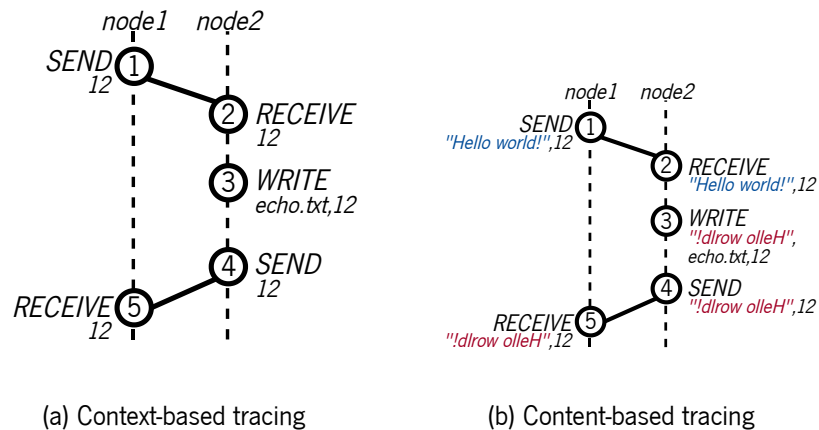 node1 node2
SEND 1
12
2 RECEIVE
12
3 WRITE
echo.txt,12
4 SEND
12
RECEIVE 5
12
(a) Context-based tracing
node1 node2
SEND 1
"Hello world!",12
2 RECEIVE
"Hello world!",12
3 WRITE
"!dlrow olleH",
echo.txt,12
4 SEND
"!dlrow olleH",12
RECEIVE 5
"!dlrow olleH",12
(b) Content-based tracing